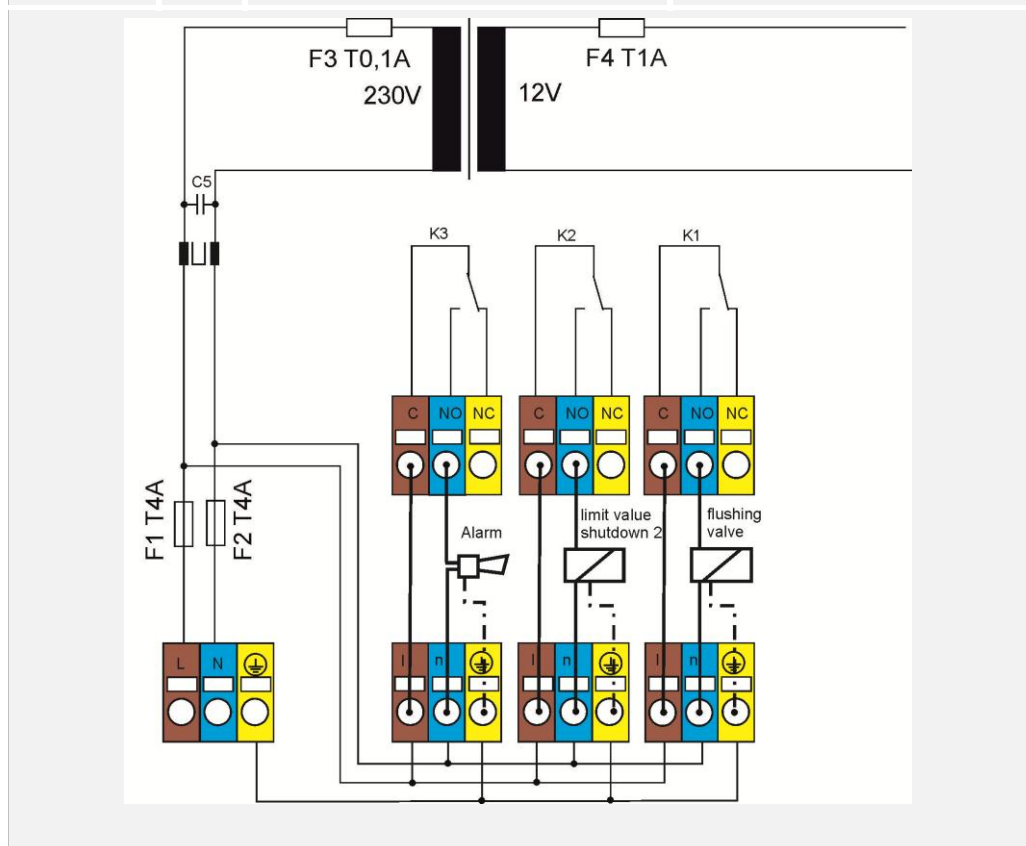 F3 T0,1A
F4 T1A
230V
12V
C5
K3
K2
K1
C NO NC
C NO NC
C NO NC
F1 T4A
F2 T4A
Alarm
limit value
shutdown 2
flushing
valve
L N
l n
l n
l n